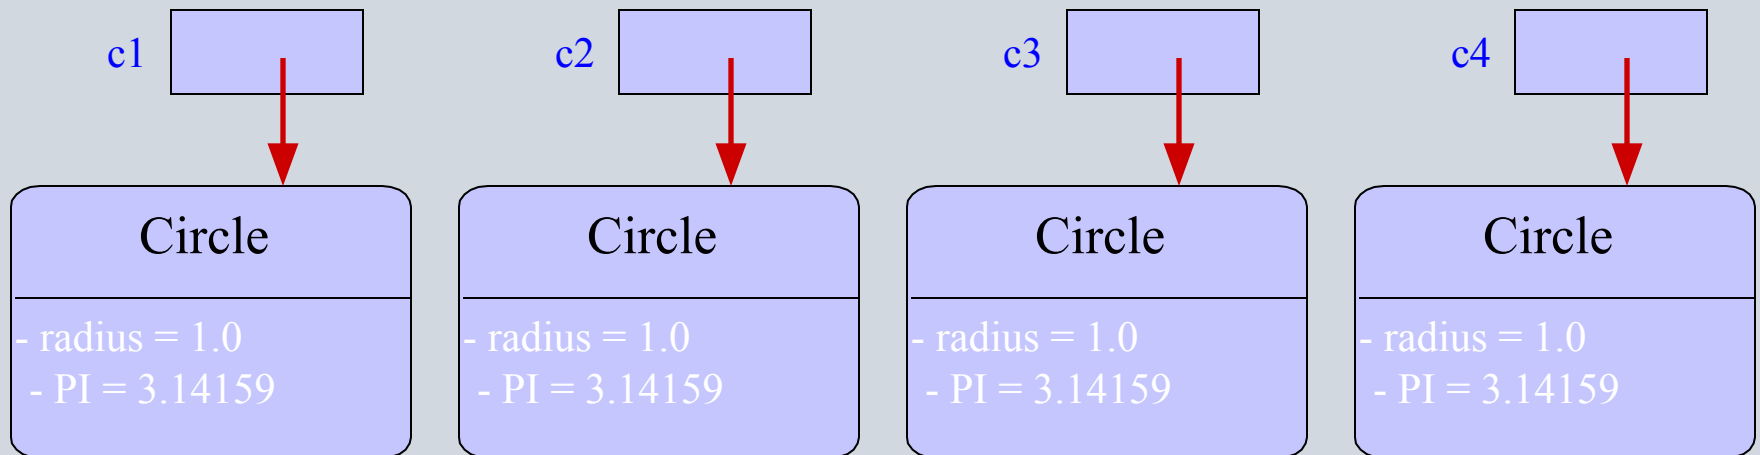 c1
c2
c3
c4
Circle
Circle
Circle
Circle
- radius = 1.0
- PI = 3.14159
- radius = 1.0
- PI = 3.14159
- radius = 1.0
- PI = 3.14159
- radius = 1.0
- PI = 3.14159